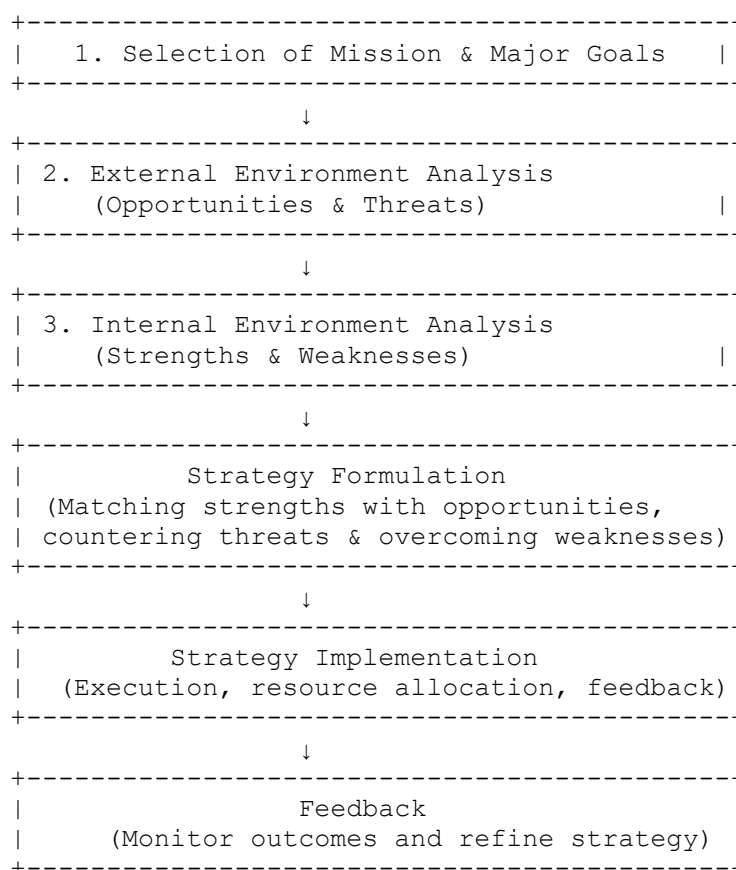 +--------------------------------------------
|   1. Selection of Mission & Major Goals   |
+--------------------------------------------
↓
+--------------------------------------------
| 2. External Environment Analysis
|    (Opportunities & Threats)              |
+--------------------------------------------
↓
+--------------------------------------------
| 3. Internal Environment Analysis
|    (Strengths & Weaknesses)               |
+--------------------------------------------
↓
+--------------------------------------------
|          Strategy Formulation
| (Matching strengths with opportunities,
| countering threats & overcoming weaknesses)
+--------------------------------------------
↓
+--------------------------------------------
|         Strategy Implementation
|  (Execution, resource allocation, feedback)
+--------------------------------------------
↓
+--------------------------------------------
|                 Feedback
|     (Monitor outcomes and refine strategy)
+--------------------------------------------